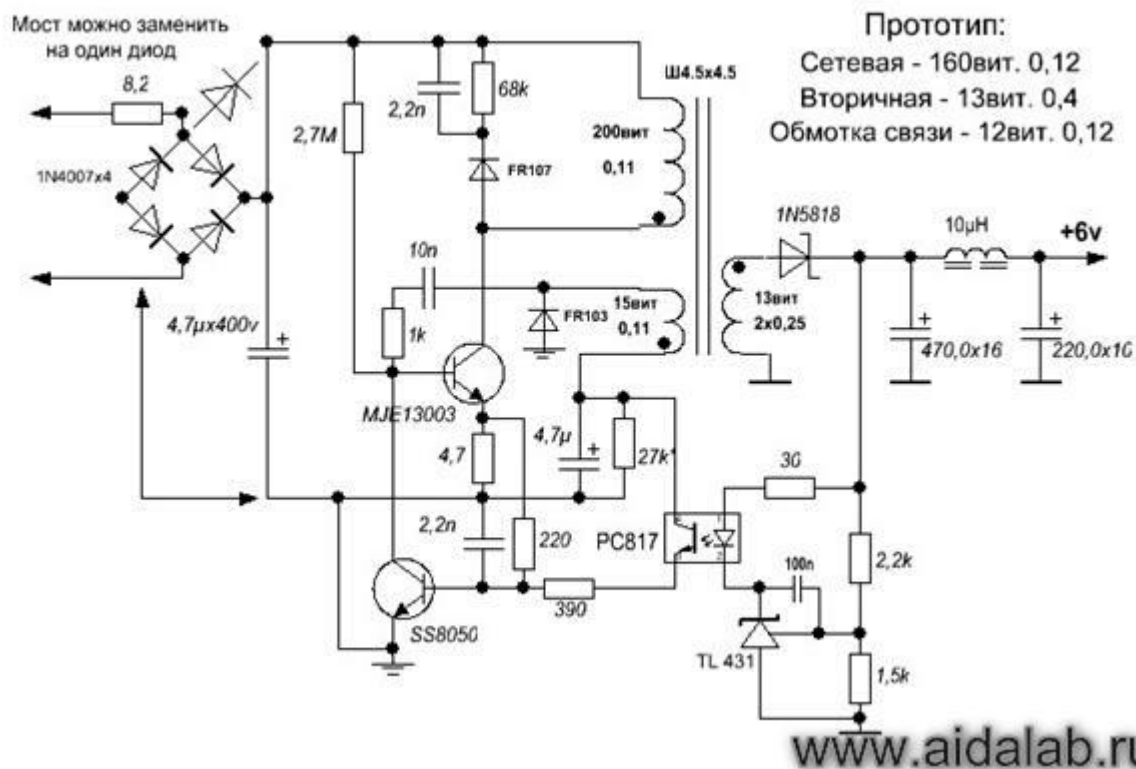 Мост можно заменить
на один диод
Прототип:
Сетевая - 160вит. 0,12
Вторичная - 13вит. 0,4
Обмотка связи - 12вит. 0,12
8,2
1N4007x4
2,7M
2,2n
68k
FR107
Ш4.5x4.5
200вит
0,11
1N5818
10µH
+6v
10n
1k
FR103
15вит
0,11
13вит
2x0,25
4,7µx400v
+
+
470,0x16
+
220,0x10
MJE13003
4,7
4,7µ
+
27k*
30
2,2n
220
PC817
100n
2,2k
390
SS8050
TL 431
1,5k
www.aidalab.ru